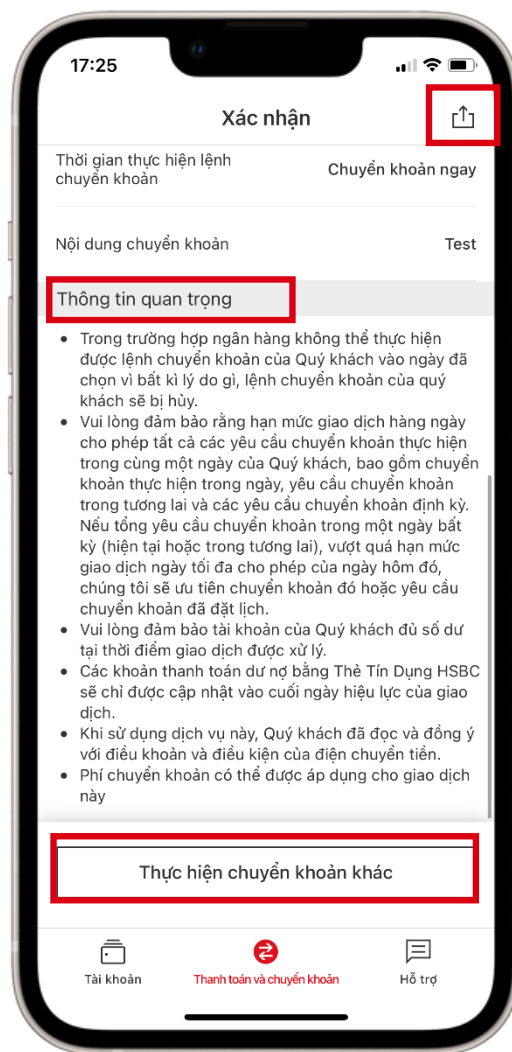 17:25
Xác nhận
Thời gian thực hiện lệnh
chuyển khoản
Chuyển khoản ngay
Nội dung chuyển khoản
Test
Thông tin quan trọng
• Trong trường hợp ngân hàng không thể thực hiện
được lệnh chuyển khoản của Quý khách vào ngày đã
chọn vì bất kì lý do gì, lệnh chuyển khoản của quý
khách sẽ bị hủy.
• Vui lòng đảm bảo rằng hạn mức giao dịch hàng ngày
cho phép tất cả các yêu cầu chuyển khoản thực hiện
trong cùng một ngày của Quý khách, bao gồm chuyển
khoản thực hiện trong ngày, yêu cầu chuyển khoản
trong tương lai và các yêu cầu chuyển khoản định kỳ.
Nếu tổng yêu cầu chuyển khoản trong một ngày bất
kỳ (hiện tại hoặc trong tương lai), vượt quá hạn mức
giao dịch ngày tối đa cho phép của ngày hôm đó,
chúng tôi sẽ ưu tiên chuyển khoản đó hoặc yêu cầu
chuyển khoản đã đặt lịch.
• Vui lòng đảm bảo tài khoản của Quý khách đủ số dư
tại thời điểm giao dịch được xử lý.
• Các khoản thanh toán dư nợ bằng Thẻ Tín Dụng HSBC
sẽ chỉ được cập nhật vào cuối ngày hiệu lực của giao
dịch.
• Khi sử dụng dịch vụ này, Quý khách đã đọc và đồng ý
với điều khoản và điều kiện của điện chuyển tiền.
• Phí chuyển khoản có thể được áp dụng cho giao dịch
này
Thực hiện chuyển khoản khác
Tài khoản
Thanh toán và chuyển khoản
Hỗ trợ